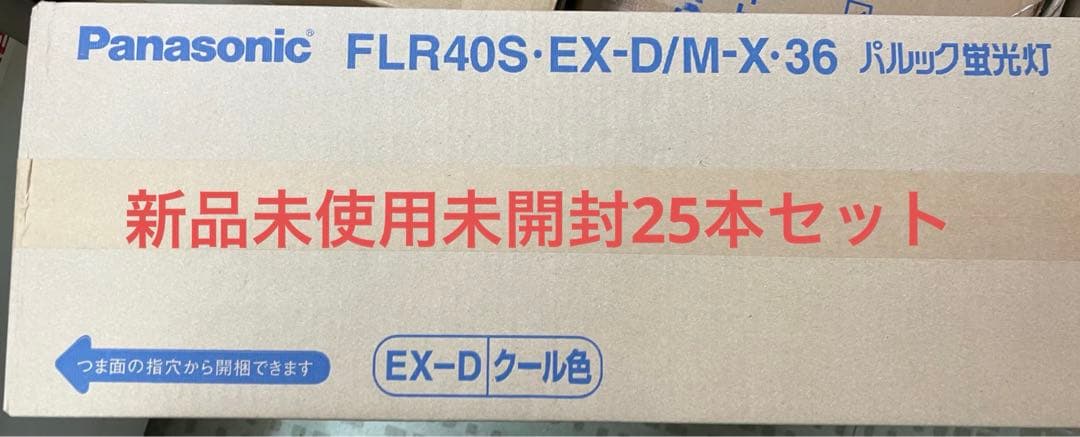 Panasonic® FLR40S・EX-D/M-X・36 パルック蛍光灯
新品未使用未開封25本セット
つま面の指穴から開梱できます
EX-D クール色